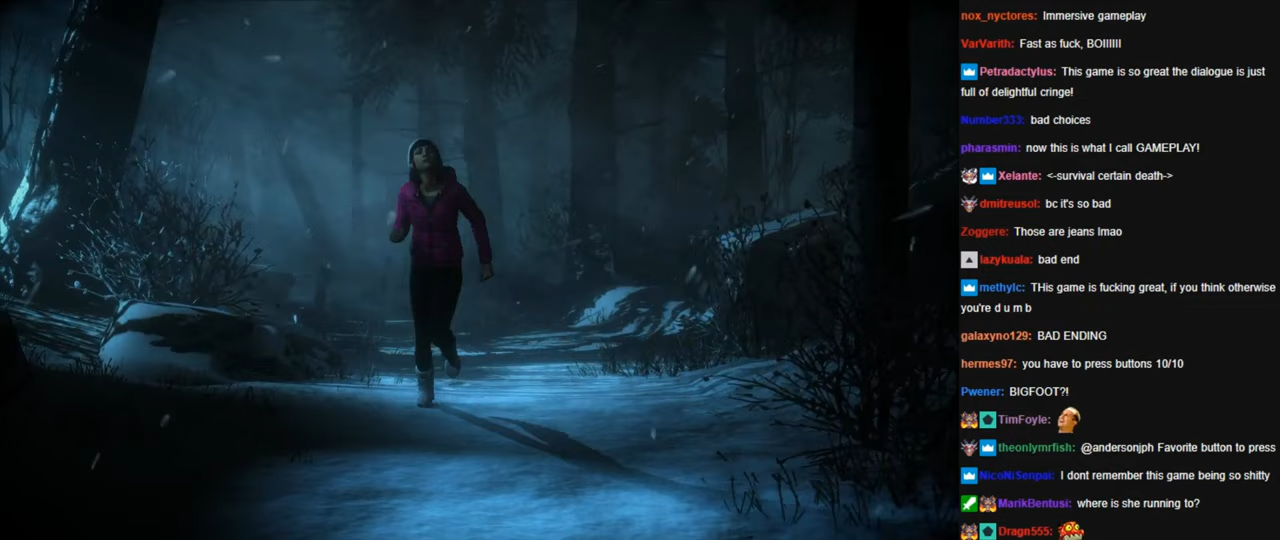 nox_nyctores: Immersive gameplay
VarVarith: Fast as fuck, BOIIIIII
Petradactylus: This game is so great the dialogue is just
full of delightful cringe!
Number333: bad choices
pharasmin: now this is what I call GAMEPLAY!
Xelante: <-survival certain death->
dmitreusol: bc it's so bad
Zoggere: Those are jeans lmao
lazykuala: bad end
methylc: THis game is fucking great, if you think otherwise
you're d u m b
galaxyno129: BAD ENDING
hermes97: you have to press buttons 10/10
Pwener: BIGFOOT?!
TimFoyle:
theonlymrfish: @andersonjph Favorite button to press
NicoNiSenpai: I dont remember this game being so shitty
MarikBentusi: where is she running to?
Dragn555: